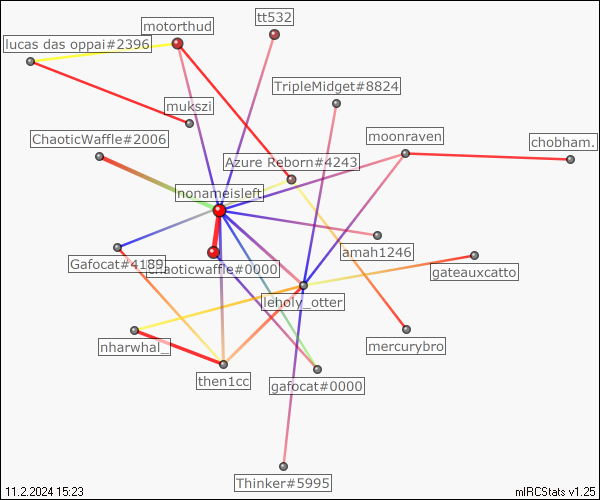 tt532
motorthud
lucas das oppai#2396
TripleMidget#8824
mukszi
moonraven
ChaoticWaffle#2006
chobham.
Azure Reborn#4243
nonameisleft
amah1246
Gafocat#4189
chaoticwaffle#0000
gateauxcatto
leholy_otter
nharwhal_
mercurybro
then1cc
gafocat#0000
Thinker#5995
11.2.2024 15:23
mIRCStats v1.25